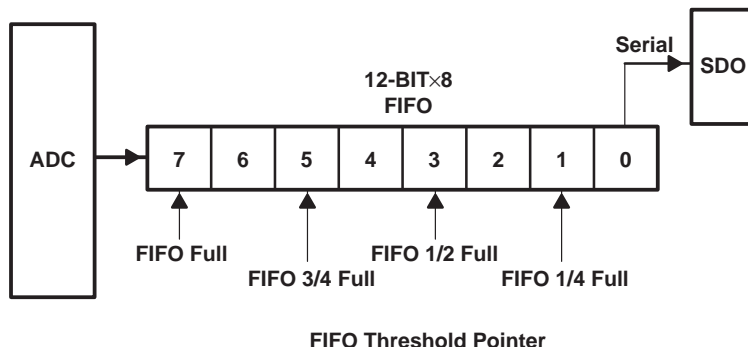 Serial
SDO
12-BIT×8
FIFO
ADC
7 6 5 4 3 2 1 0
FIFO Full
FIFO 1/2 Full
FIFO 3/4 Full
FIFO 1/4 Full
FIFO Threshold Pointer